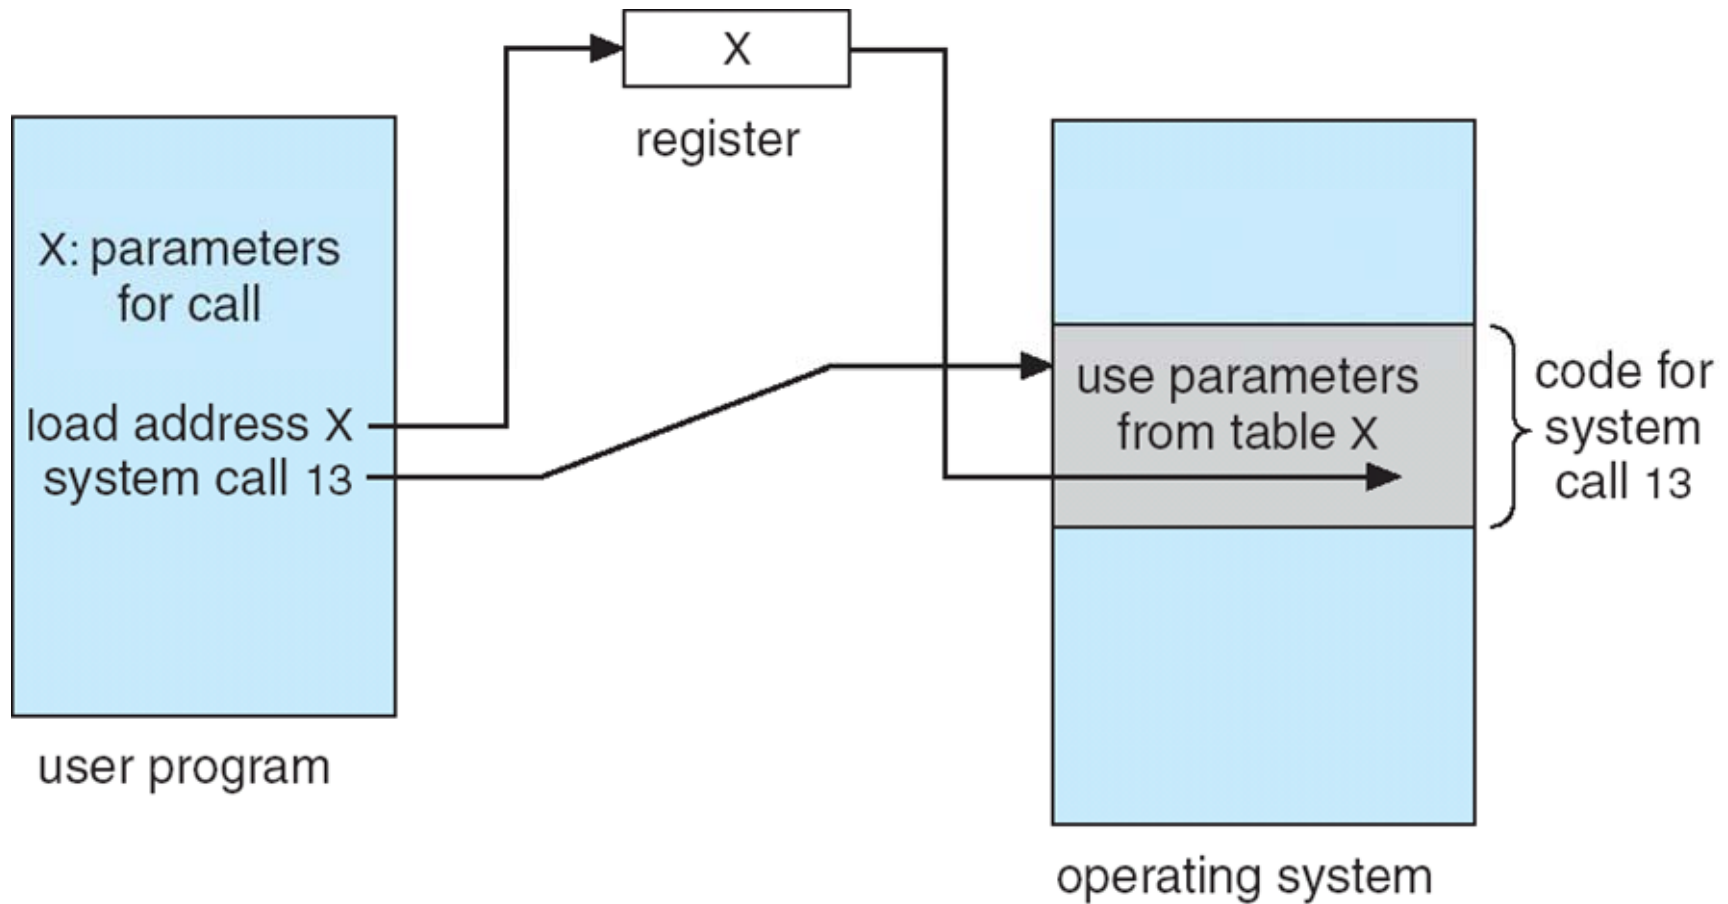 X
register
X: parameters
for call
load address X
system call 13
user program
use parameters
from table X
code for
system
call 13
operating system